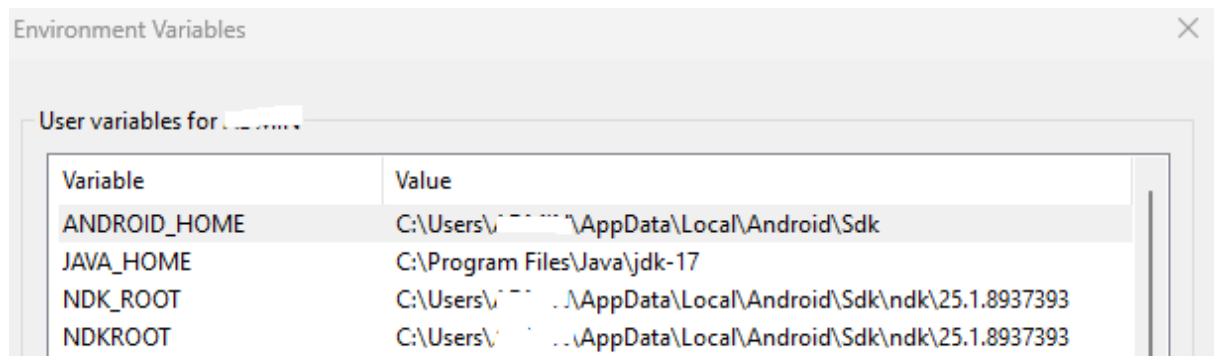 Environment Variables
User variables for
Variable Value
ANDROID_HOME C:\Users\ \AppData\Local\Android\Sdk
JAVA_HOME C:\Program Files\Java\jdk-17
NDK_ROOT C:\Users\ \AppData\Local\Android\Sdk\ndk\25.1.8937393
NDKROOT C:\Users\ \AppData\Local\Android\Sdk\ndk\25.1.8937393